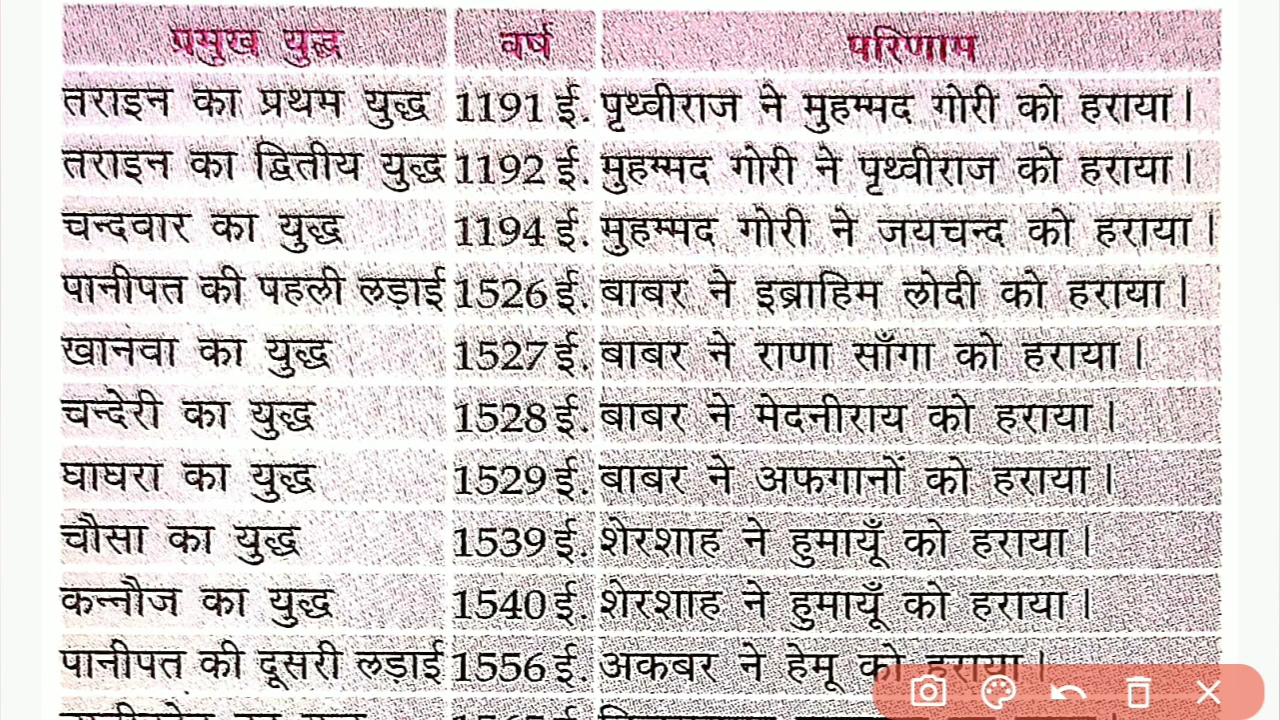 प्रमुख युद्ध वर्ष परिणाम
तराइन का प्रथम युद्ध 1191 ई. पृथ्वीराज ने मुहम्मद गोरी को हराया।
तराइन का द्वितीय युद्ध 1192 ई. मुहम्मद गोरी ने पृथ्वीराज को हराया।
चन्दवार का युद्ध 1194 ई. मुहम्मद गोरी ने जयचन्द को हराया।
पानीपत की पहली लड़ाई 1526 ई. बाबर ने इब्राहिम लोदी को हराया।
खानवा का युद्ध 1527 ई. बाबर ने राणा साँगा को हराया।
चन्देरी का युद्ध 1528 ई. बाबर ने मेदनीराय को हराया।
घाघरा का युद्ध 1529 ई. बाबर ने अफगानों को हराया।
चौसा का युद्ध 1539 ई. शेरशाह ने हुमायूँ को हराया।
कन्नौज का युद्ध 1540 ई. शेरशाह ने हुमायूँ को हराया।
पानीपत की दूसरी लड़ाई 1556 ई. अकबर ने हेमू को हराया।